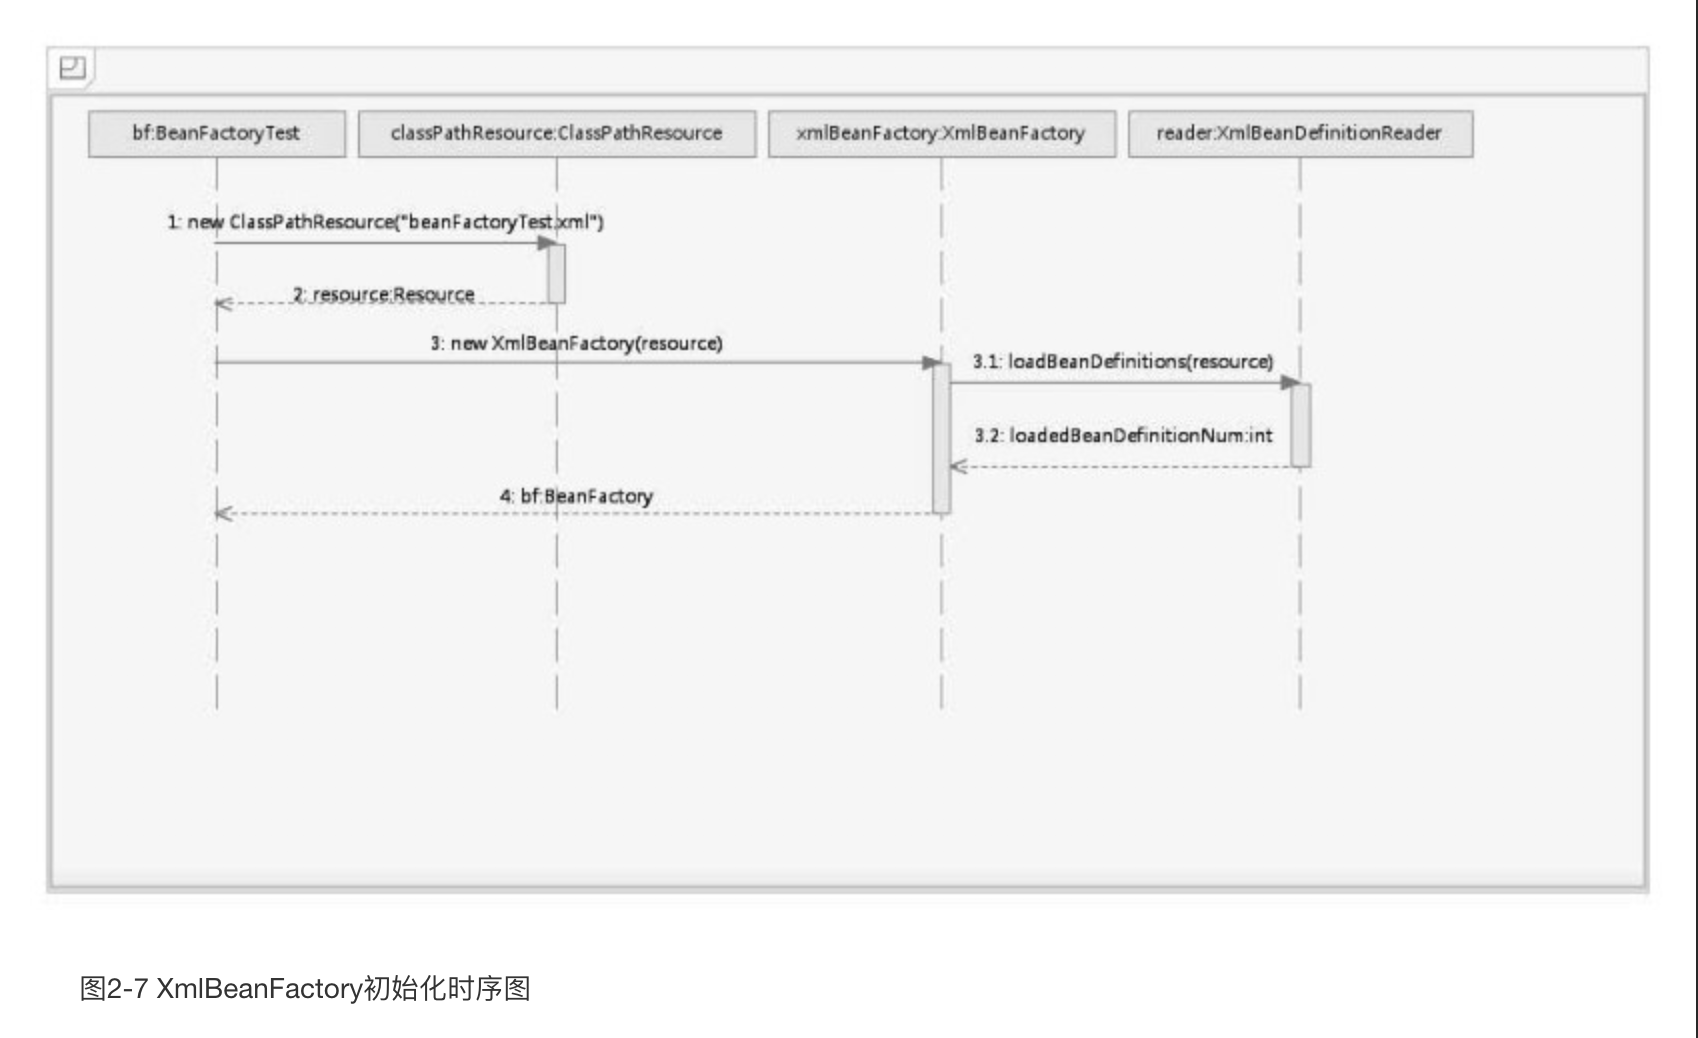 bf:BeanFactoryTest
classPathResource:ClassPathResource
xmlBeanFactory:XmlBeanFactory
reader:XmlBeanDefinitionReader
1: new ClassPathResource("beanFactoryTest.xml")
2: resource:Resource
3: new XmlBeanFactory(resource)
3.1: loadBeanDefinitions(resource)
3.2: loadedBeanDefinitionNum:int
4: bf:BeanFactory
图2-7 XmlBeanFactory初始化时序图